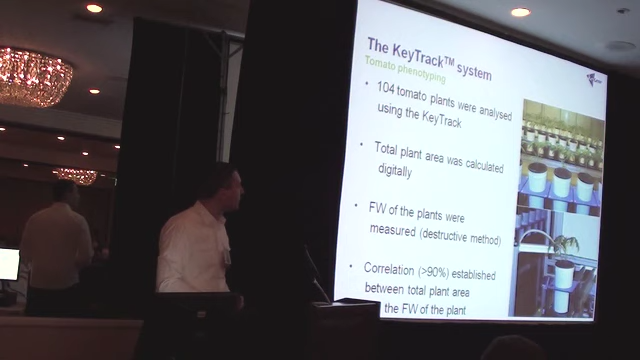 The KeyTrack™ system
Tomato phenotyping
• 104 tomato plants were analysed
using the KeyTrack
• Total plant area was calculated
digitally
• FW of the plants were
measured (destructive method)
• Correlation (>90%) established
between total plant area
the FW of the plant